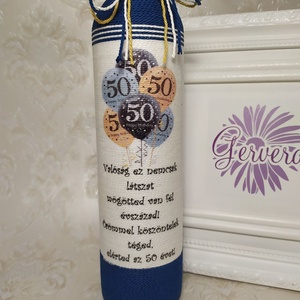 50
50
50
50
50
Valóság ez nemcsak
látszat
mögötted van fél
évszázad!
Örömmel köszöntelek
téged,
elérted az 50 évet!
Gervera